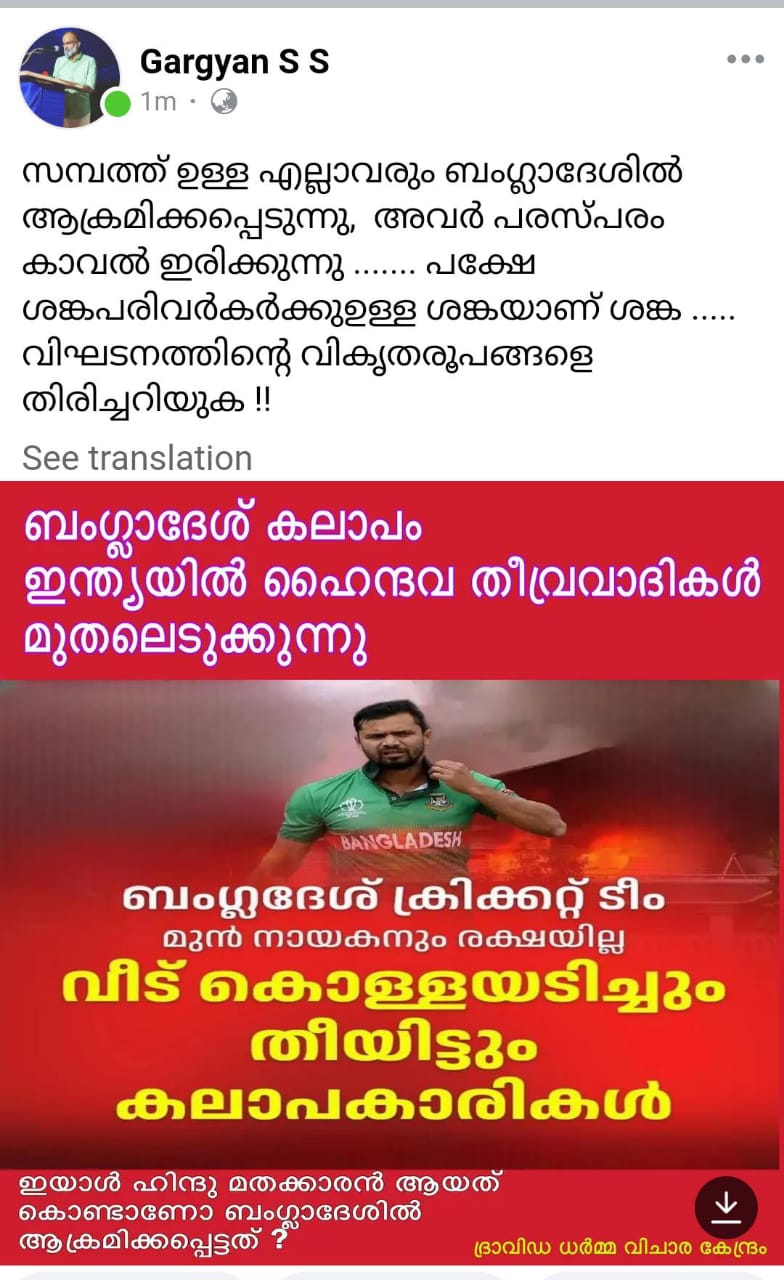 Gargyan S S
1m ·
സമ്പത്ത് ഉള്ള എല്ലാവരും ബംഗ്ലാദേശിൽ
ആക്രമിക്കപ്പെടുന്നു, അവർ പരസ്പരം
കാവൽ ഇരിക്കുന്നു ....... പക്ഷേ
ശങ്കപരിവർകർക്കുഉള്ള ശങ്കയാണ് ശങ്ക .....
വിഘടനത്തിന്റെ വികൃതരൂപങ്ങളെ
തിരിച്ചറിയുക !!
See translation
ബംഗ്ലാദേശ് കലാപം
ഇന്ത്യയിൽ ഹൈന്ദവ തീവ്രവാദികൾ
മുതലെടുക്കുന്നു
BANGLADESH
ബംഗ്ലദേശ് ക്രിക്കറ്റ് ടീം
മുൻ നായകനും രക്ഷയില്ല
വീട് കൊള്ളയടിച്ചും
തീയിട്ടും
കലാപകാരികൾ
ഇയാൾ ഹിന്ദു മതക്കാരൻ ആയത്
കൊണ്ടാണോ ബംഗ്ലാദേശിൽ
ആക്രമിക്കപ്പെട്ടത് ?
ദ്രാവിഡ ധർമ്മ വിചാര കേന്ദ്രം